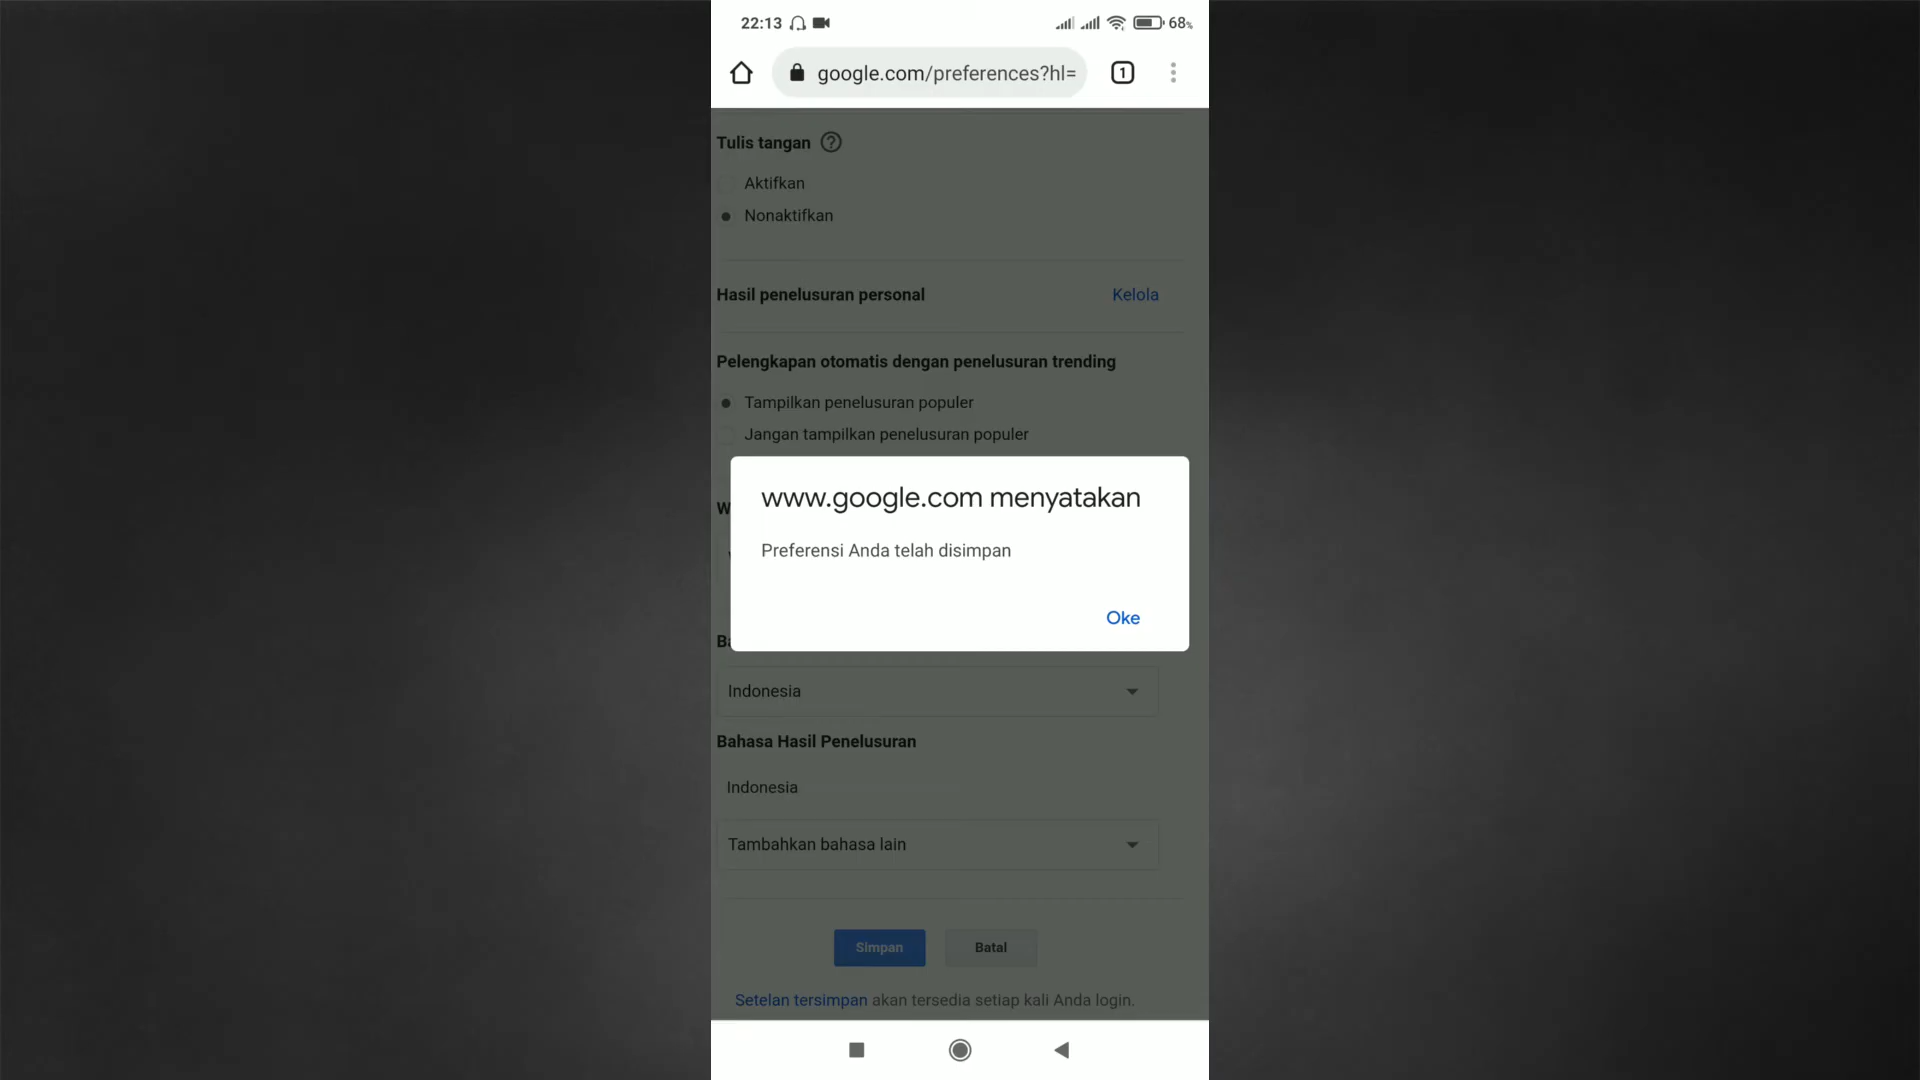 22:13
68%
google.com/preferences?hl=
1
Tulis tangan
Aktifkan
Nonaktifkan
Hasil penelusuran personal Kelola
Pelengkapan otomatis dengan penelusuran trending
Tampilkan penelusuran populer
Jangan tampilkan penelusuran populer
www.google.com menyatakan
Preferensi Anda telah disimpan
Oke
Indonesia
Bahasa Hasil Penelusuran
Indonesia
Tambahkan bahasa lain
Simpan Batal
Setelan tersimpan akan tersedia setiap kali Anda login.